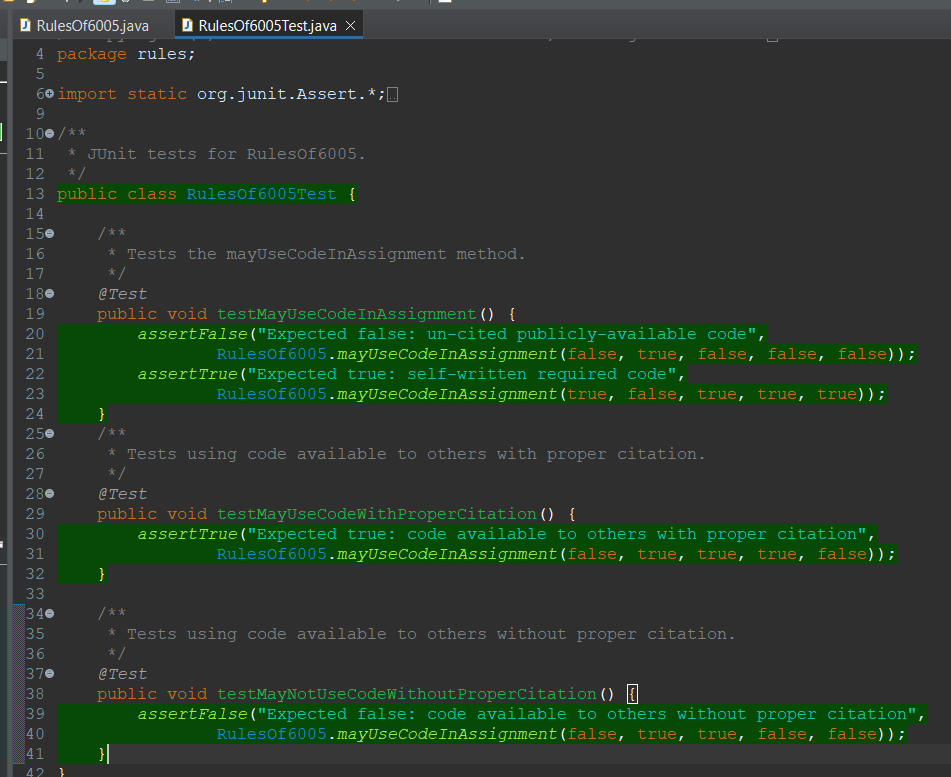 RulesOf6005.java
RulesOf6005Test.java
4 package rules;
5
6 import static org.junit.Assert.*;
9
10 /**
11 * JUnit tests for RulesOf6005.
12 */
13 public class RulesOf6005Test {
14
15 /**
16 * Tests the mayUseCodeInAssignment method.
17 */
18 @Test
19 public void testMayUseCodeInAssignment() {
20 assertFalse("Expected false: un-cited publicly-available code",
21 RulesOf6005.mayUseCodeInAssignment(false, true, false, false, false));
22 assertTrue("Expected true: self-written required code",
23 RulesOf6005.mayUseCodeInAssignment(true, false, true, true, true));
24 }
25 /**
26 * Tests using code available to others with proper citation.
27 */
28 @Test
29 public void testMayUseCodeWithProperCitation() {
30 assertTrue("Expected true: code available to others with proper citation",
31 RulesOf6005.mayUseCodeInAssignment(false, true, true, true, false));
32 }
33
34 /**
35 * Tests using code available to others without proper citation.
36 */
37 @Test
38 public void testMayNotUseCodeWithoutProperCitation() {
39 assertFalse("Expected false: code available to others without proper citation",
40 RulesOf6005.mayUseCodeInAssignment(false, true, true, false, false));
41 }
42 }